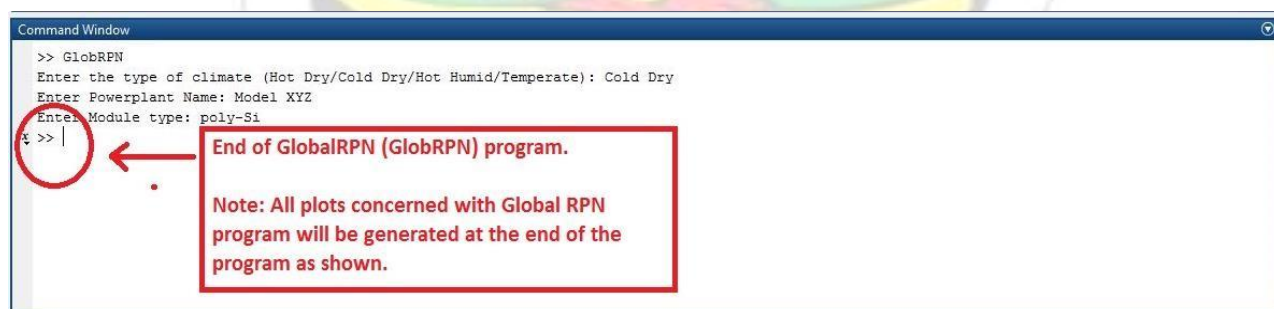 Command Window
>> GlobRPN
Enter the type of climate (Hot Dry/Cold Dry/Hot Humid/Temperate): Cold Dry
Enter Powerplant Name: Model XYZ
Enter Module type: poly-Si
fx >>
End of GlobalRPN (GlobRPN) program.
Note: All plots concerned with Global RPN
program will be generated at the end of the
program as shown.